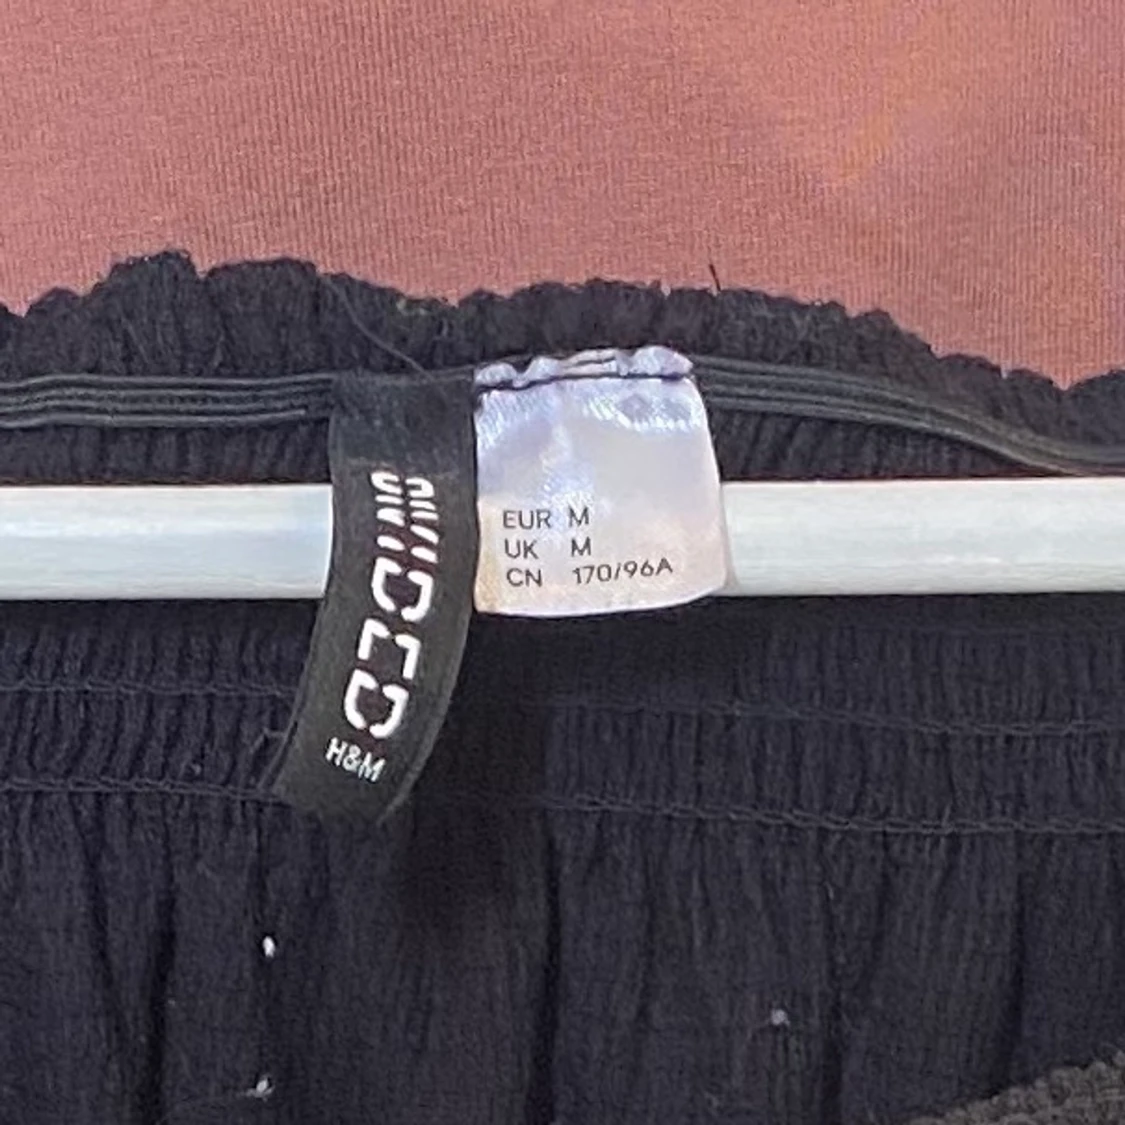 DIVIDED
H&M
EUR M
UK M
CN 170/96A